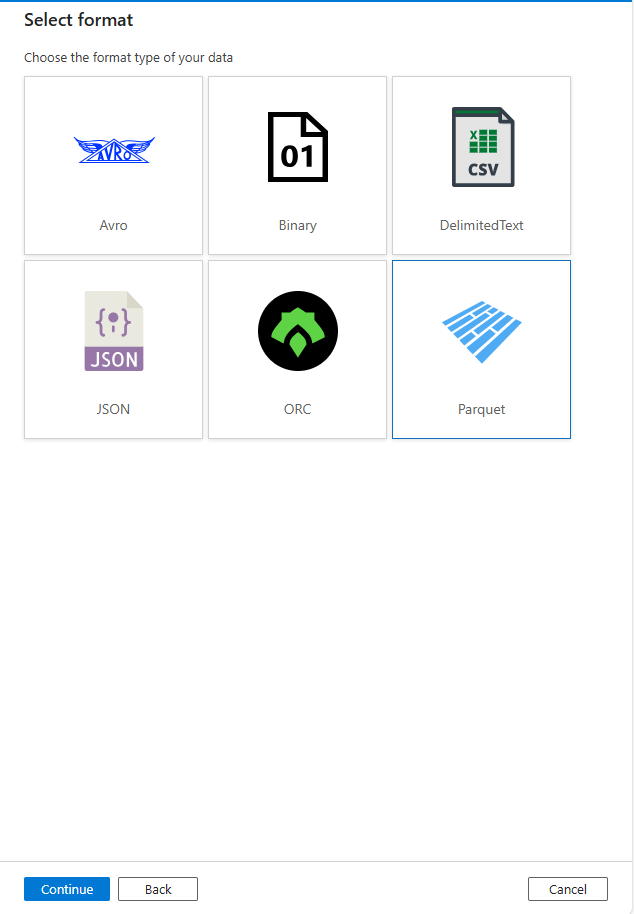 Select format
Choose the format type of your data
AVRO
Avro
01
Binary
X
CSV
DelimitedText
{ }
JSON
JSON
ORC
Parquet
Continue
Back
Cancel